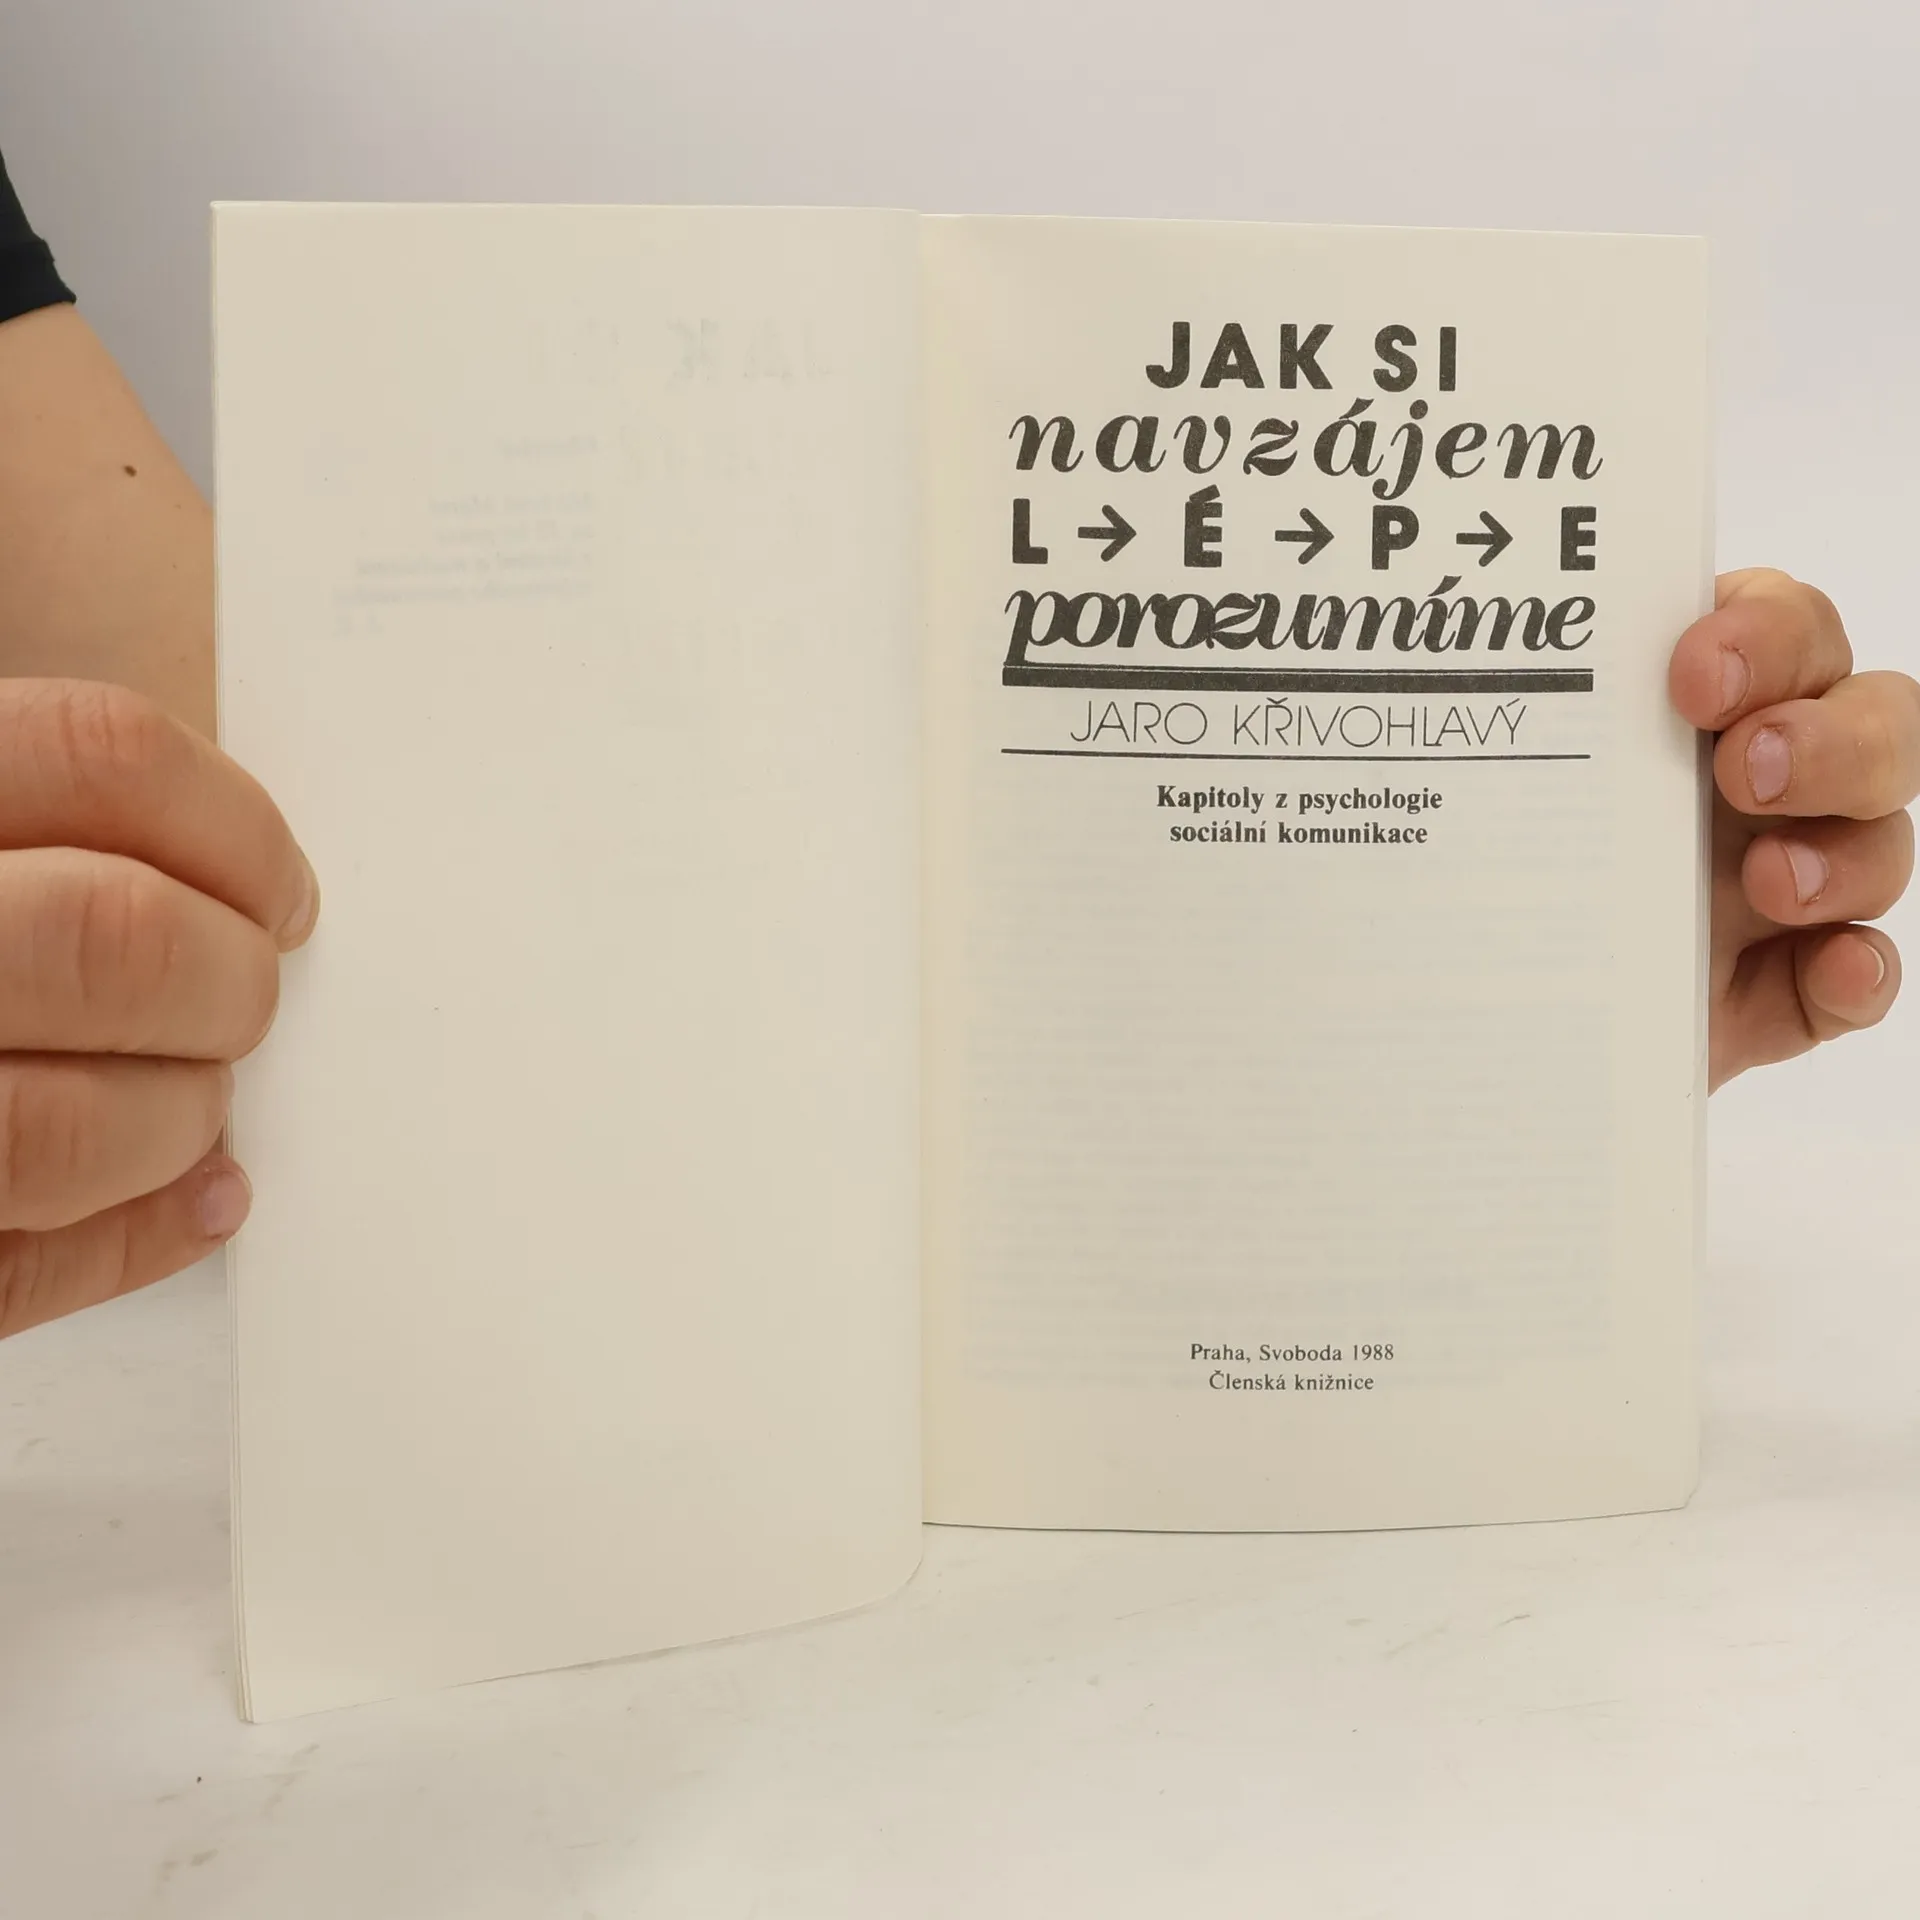 JAK SI
navzájem
L → É → P → E
porozumíme
JARO KŘIVOHLAVÝ
Kapitoly z psychologie
sociální komunikace
Praha, Svoboda 1988
Členská knižnice